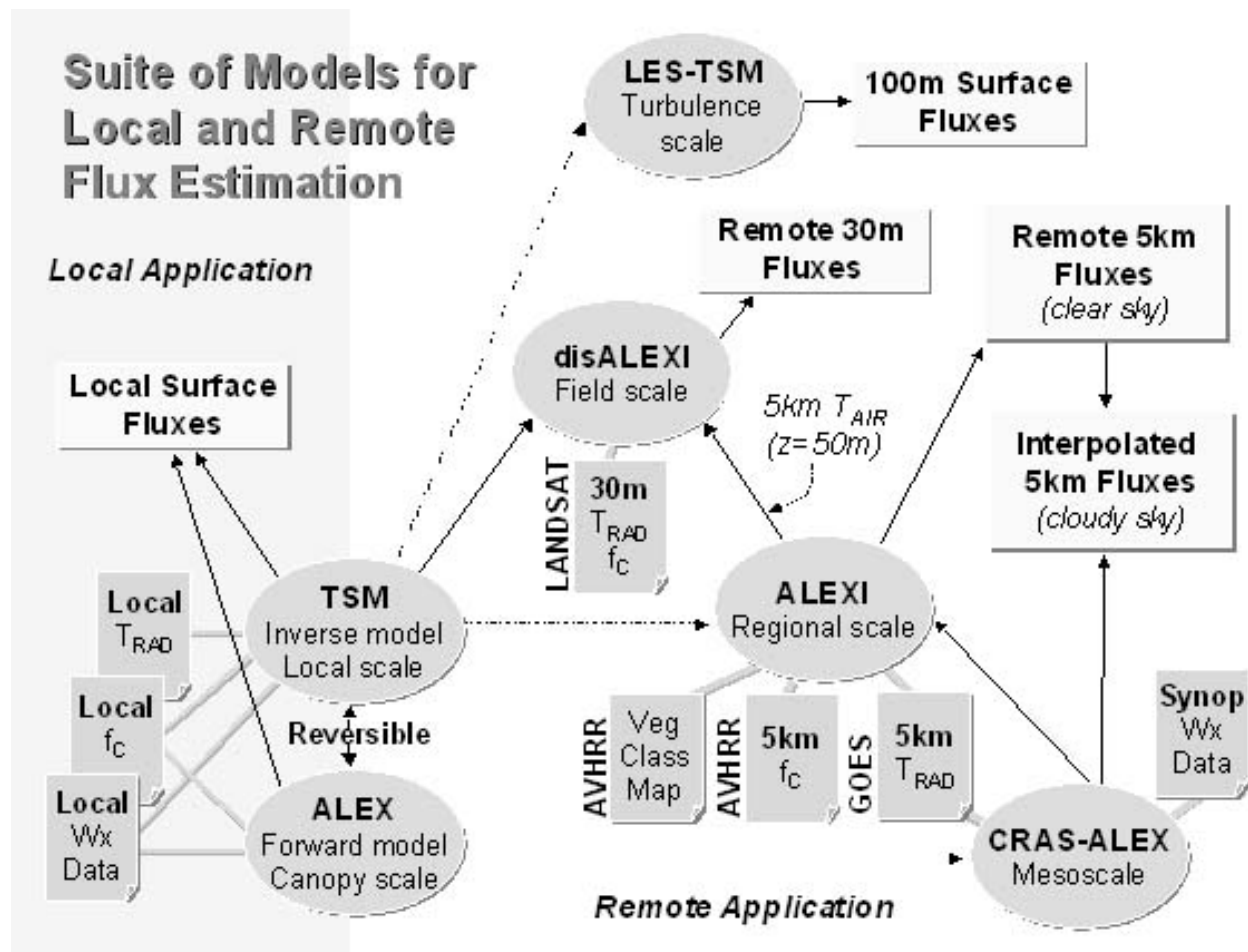 Suite of Models for
Local and Remote
Flux Estimation
Local Application
LES-TSM
Turbulence
scale
100m Surface
Fluxes
Remote 30m
Fluxes
Remote 5km
Fluxes
(clear sky)
disALEXI
Field scale
Local Surface
Fluxes
5km TAIR
(z=50m)
Interpolated
5km Fluxes
(cloudy sky)
LANDSAT
30m
TRAD
fC
TSM
Inverse model
Local scale
ALEXI
Regional scale
Local
TRAD
Local
fC
Local
Wx
Data
Reversible
ALEX
Forward model
Canopy scale
AVHRR
Veg
Class
Map
AVHRR
5km
fC
GOES
5km
TRAD
Synop
Wx
Data
CRAS-ALEX
Mesoscale
Remote Application